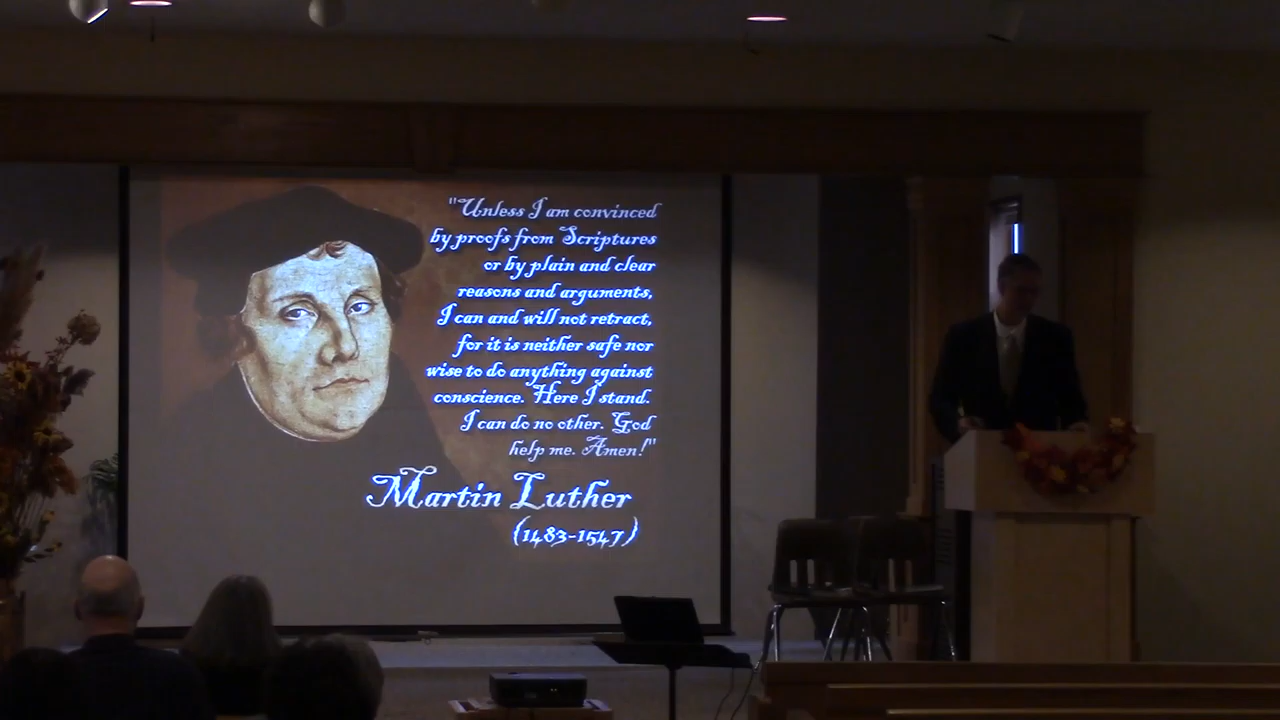 "Unless I am convinced
by proofs from Scriptures
or by plain and clear
reasons and arguments,
I can and will not retract,
for it is neither safe nor
wise to do anything against
conscience. Here I stand.
I can do no other. God
help me. Amen!"
Martin Luther
(1483-1547)